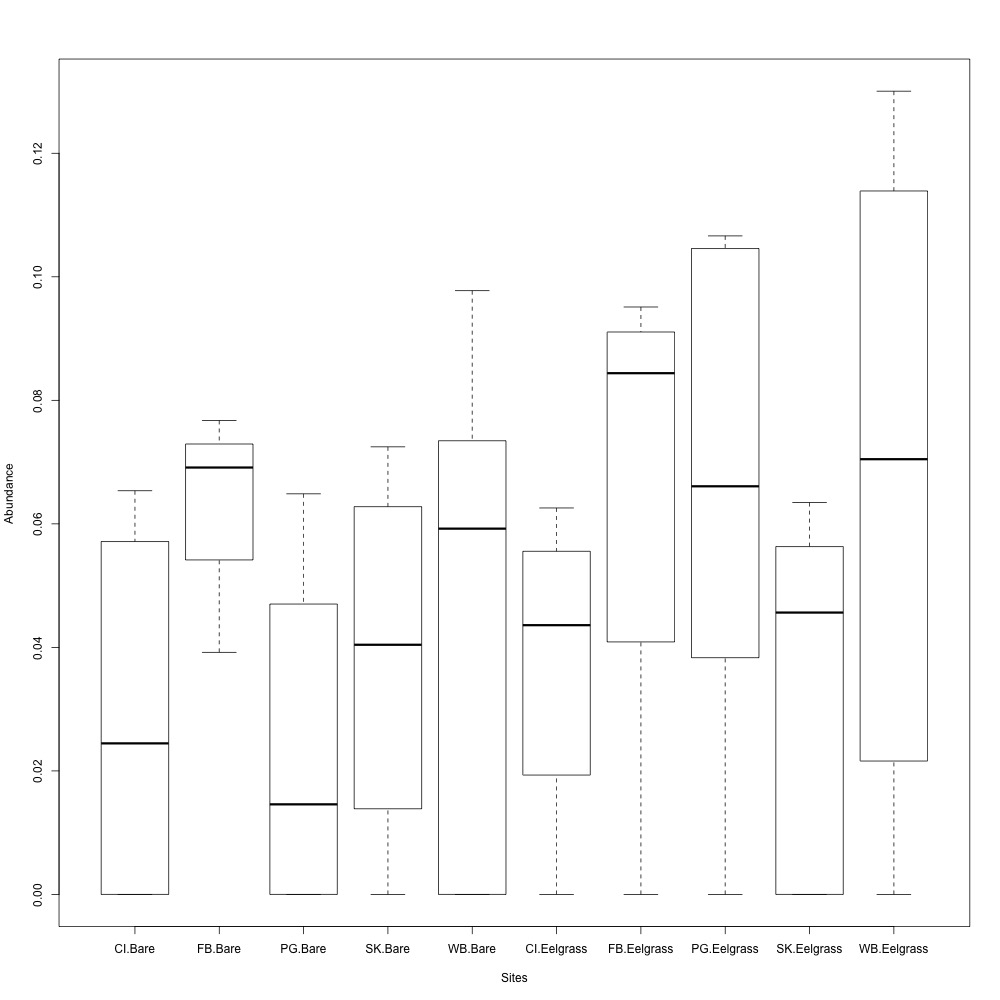 Abundance
0.12
0.10
0.08
0.06
0.04
0.02
0.00
CI.Bare FB.Bare PG.Bare SK.Bare WB.Bare CI.Eelgrass FB.Eelgrass PG.Eelgrass SK.Eelgrass WB.Eelgrass
Sites